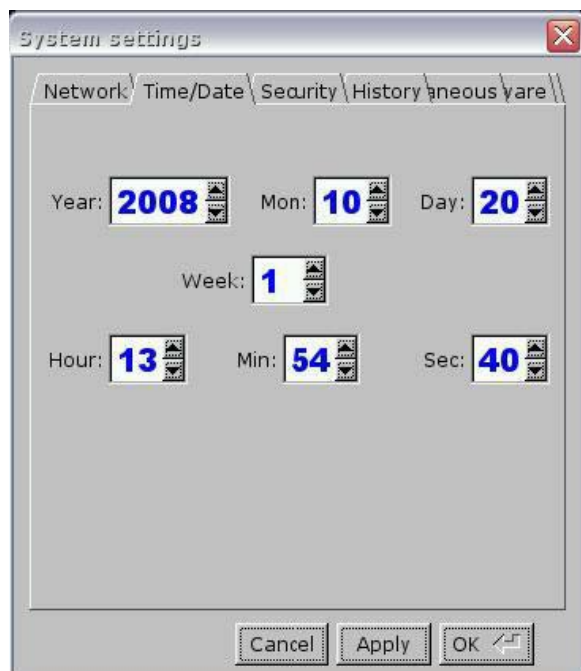 System settings
Network Time/Date Security History aneous ware
Year: 2008 Mon: 10 Day: 20
Week: 1
Hour: 13 Min: 54 Sec: 40
Cancel Apply OK